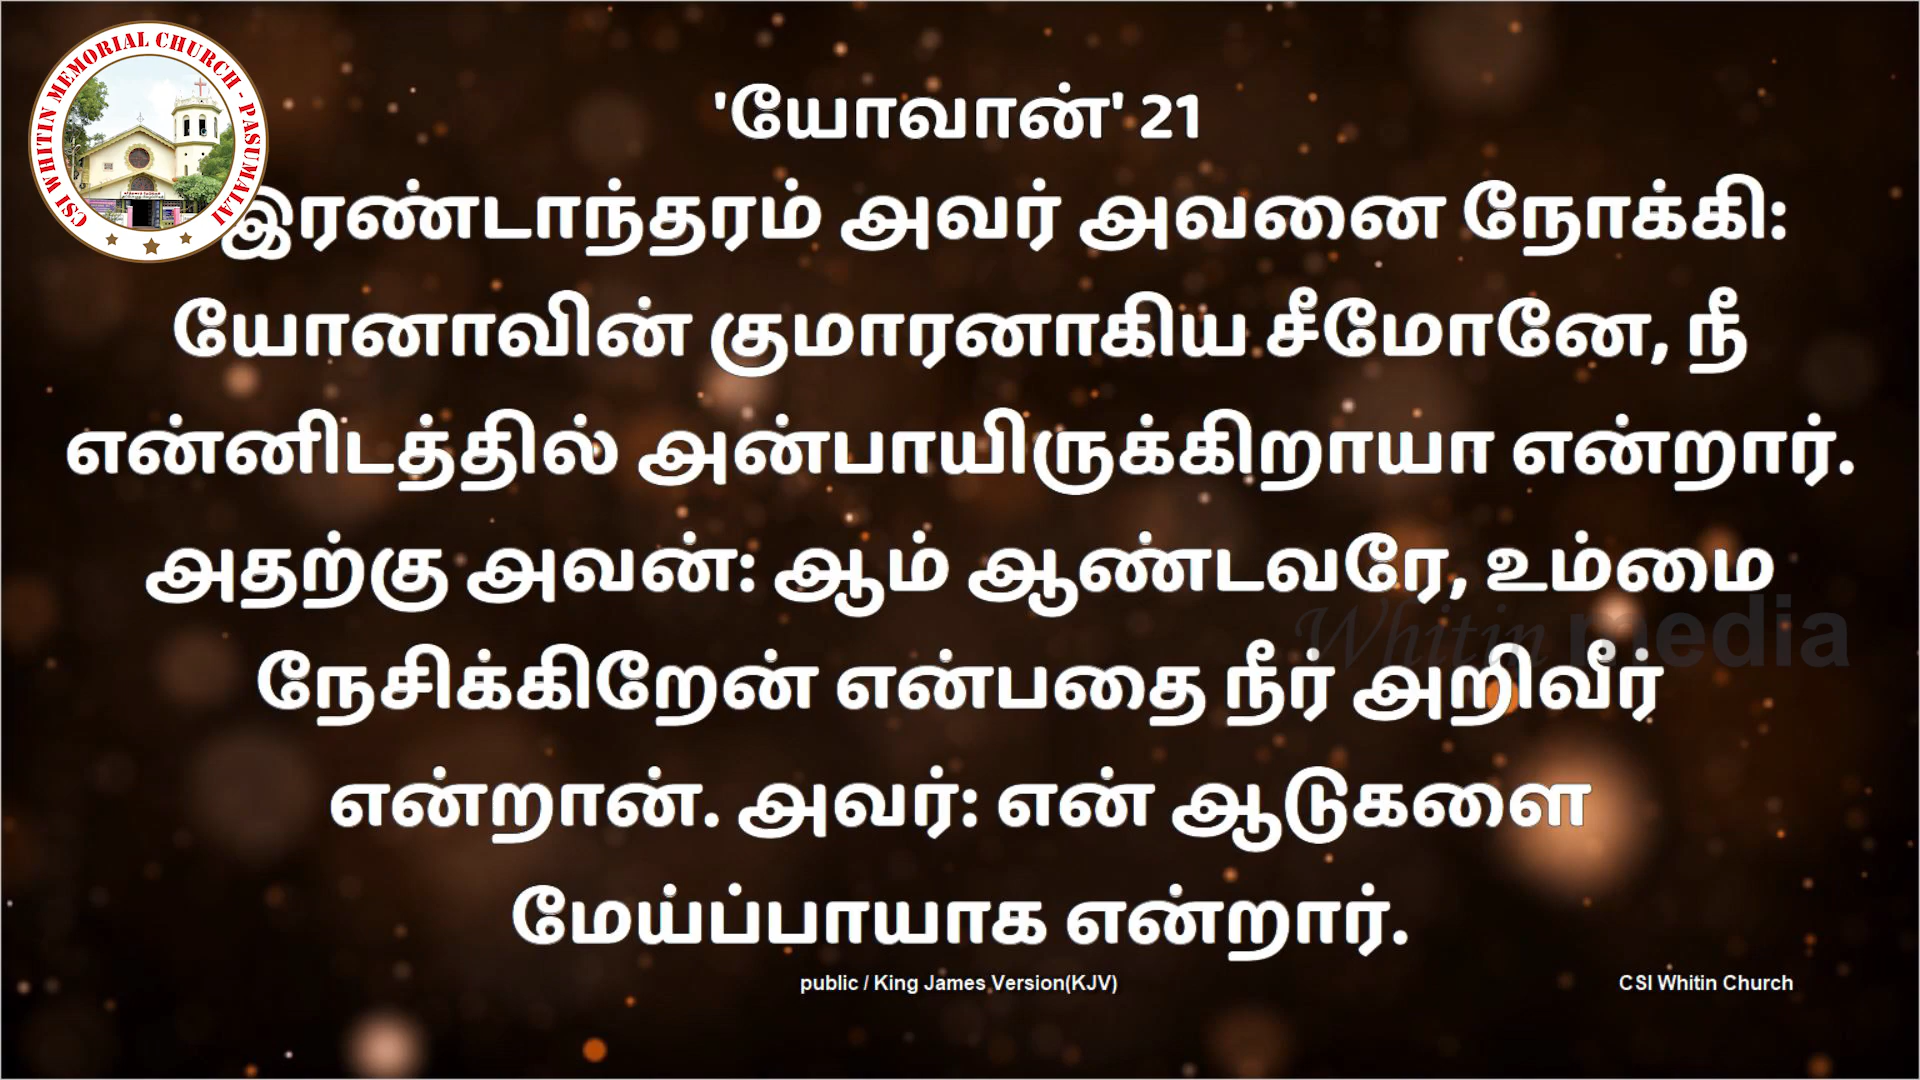 CSI WHITIN MEMORIAL CHURCH - PASUMALAI
'யோவான்' 21
இரண்டாந்தரம் அவர் அவனை நோக்கி:
யோனாவின் குமாரனாகிய சீமோனே, நீ
என்னிடத்தில் அன்பாயிருக்கிறாயா என்றார்.
அதற்கு அவன்: ஆம் ஆண்டவரே, உம்மை
Whitin media
நேசிக்கிறேன் என்பதை நீர் அறிவீர்
என்றான். அவர்: என் ஆடுகளை
மேய்ப்பாயாக என்றார்.
public / King James Version(KJV)
CSI Whitin Church